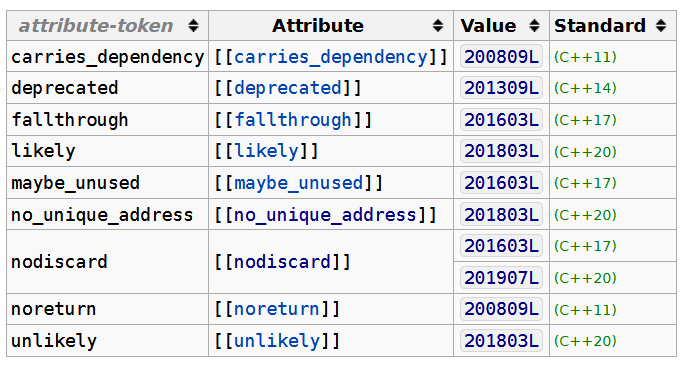 attribute-token Attribute Value Standard
carries_dependency [[carries_dependency]] 200809L (C++11)
deprecated [[deprecated]] 201309L (C++14)
fallthrough [[fallthrough]] 201603L (C++17)
likely [[likely]] 201803L (C++20)
maybe_unused [[maybe_unused]] 201603L (C++17)
no_unique_address [[no_unique_address]] 201803L (C++20)
nodiscard [[nodiscard]] 201603L (C++17)
201907L (C++20)
noreturn [[noreturn]] 200809L (C++11)
unlikely [[unlikely]] 201803L (C++20)